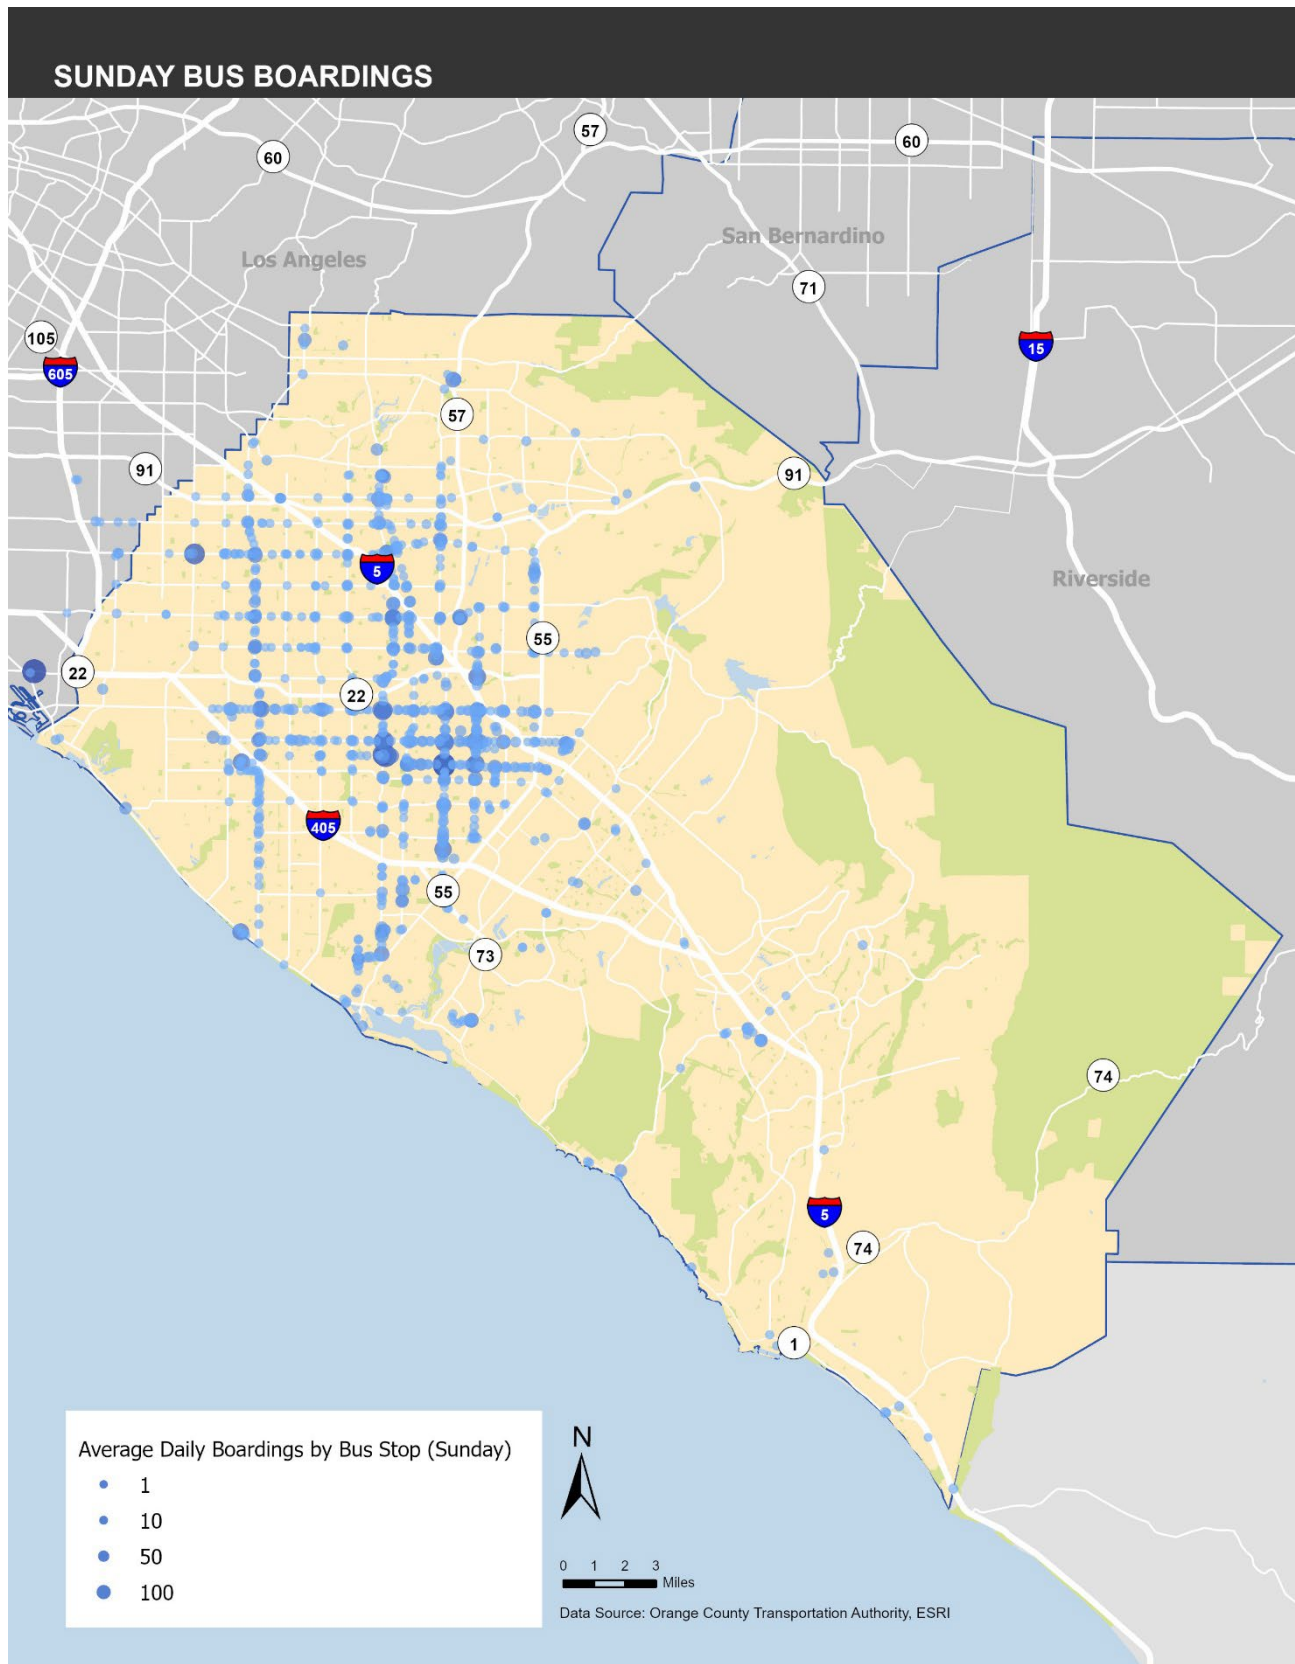 SUNDAY BUS BOARDINGS
57
60
60
San Bernardino
Los Angeles
71
105
15
605
57
91
91
5
Riverside
55
22
22
405
55
73
74
5
74
1
Average Daily Boardings by Bus Stop (Sunday)
1
10
50
100
N
0 1 2 3
Miles
Data Source: Orange County Transportation Authority, ESRI